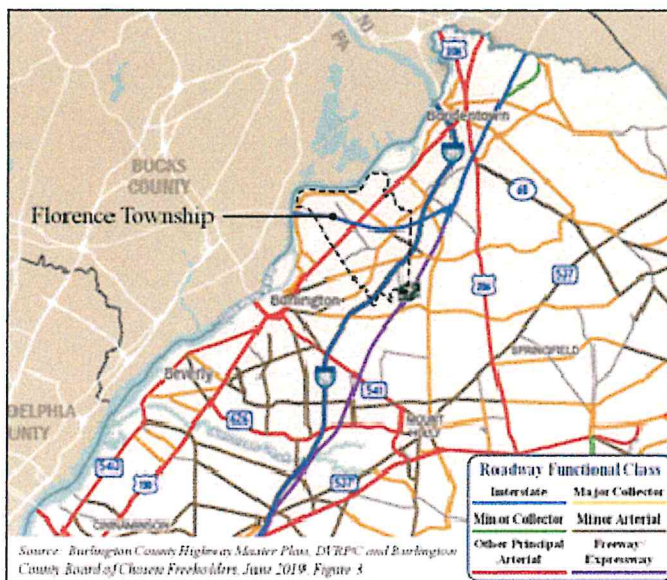 NJ
PA
206
Bordentown
BUCKS
COUNTY
68
Florence Township
537
Burlington
206
SPRINGFIELD
Beverly
541
DELPHIA
UNTY
626
MOUNT
HOLLY
543
130
537
CINNAMINSON
Roadway Functional Class
Interstate
Major Collector
Minor Collector
Minor Arterial
Other Principal
Arterial
Freeway/
Expressway
Source: Burlington County Highway Master Plan, DVRPC and Burlington
County Board of Chosen Freeholders, June 2019. Figure 3